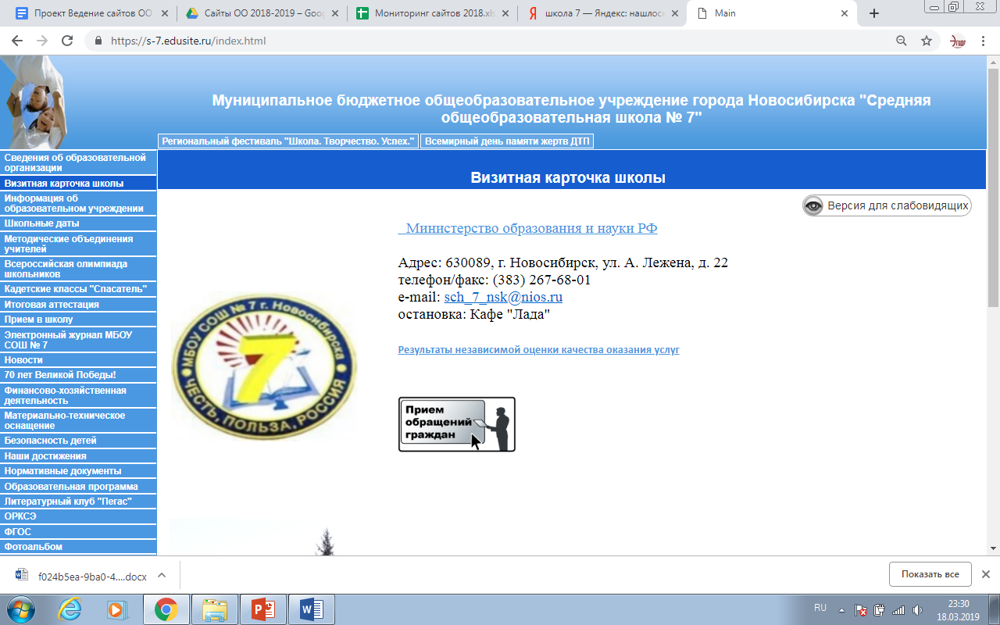 Проект Ведение сайтов ОО
Сайты ОО 2018-2019 – Goo
Мониторинг сайтов 2018.xls
школа 7 — Яндекс: нашлось
Main
https://s-7.edusite.ru/index.html
Муниципальное бюджетное общеобразовательное учреждение города Новосибирска "Средняя
общеобразовательная школа № 7"
Региональный фестиваль "Школа. Творчество. Успех."
Всемирный день памяти жертв ДТП
Сведения об образовательной
организации
Визитная карточка школы
Информация об
образовательном учреждении
Школьные даты
Методические объединения
учителей
Всероссийская олимпиада
школьников
Кадетские классы "Спасатель"
Итоговая аттестация
Прием в школу
Электронный журнал МБОУ
СОШ № 7
Новости
70 лет Великой Победы!
Финансово-хозяйственная
деятельность
Материально-техническое
оснащение
Безопасность детей
Наши достижения
Нормативные документы
Образовательная программа
Литературный клуб "Пегас"
ОРКСЭ
ФГОС
Фотоальбом
Визитная карточка школы
Версия для слабовидящих
Министерство образования и науки РФ
Адрес: 630089, г. Новосибирск, ул. А. Лежена, д. 22
телефон/факс: (383) 267-68-01
e-mail: sch_7_nsk@nios.ru
остановка: Кафе "Лада"
МБОУ СОШ № 7 г. Новосибирска
7
ЧЕСТЬ, ПОЛЬЗА, РОССИЯ
Результаты независимой оценки качества оказания услуг
Прием
обращений
граждан
f024b5ea-9ba0-4....docx
Показать все
RU
23:30
18.03.2019